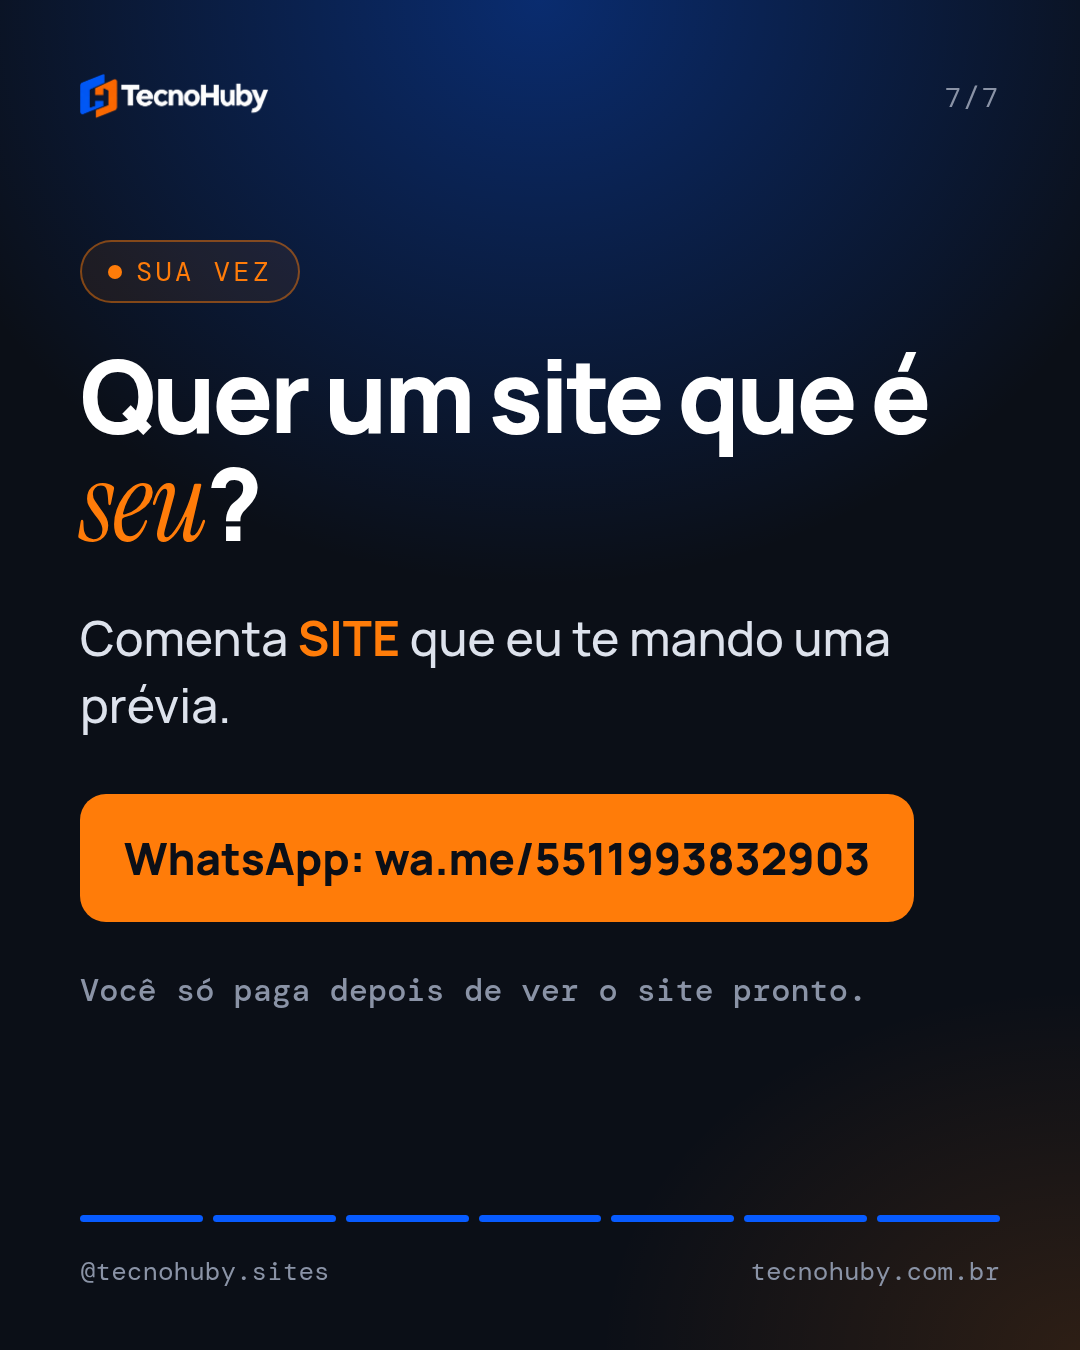 TecnoHuby
7/7
SUA VEZ
Quer um site que é
seu?
Comenta SITE que eu te mando uma
prévia.
WhatsApp: wa.me/5511993832903
Você só paga depois de ver o site pronto.
@tecnohuby.sites
tecnohuby.com.br